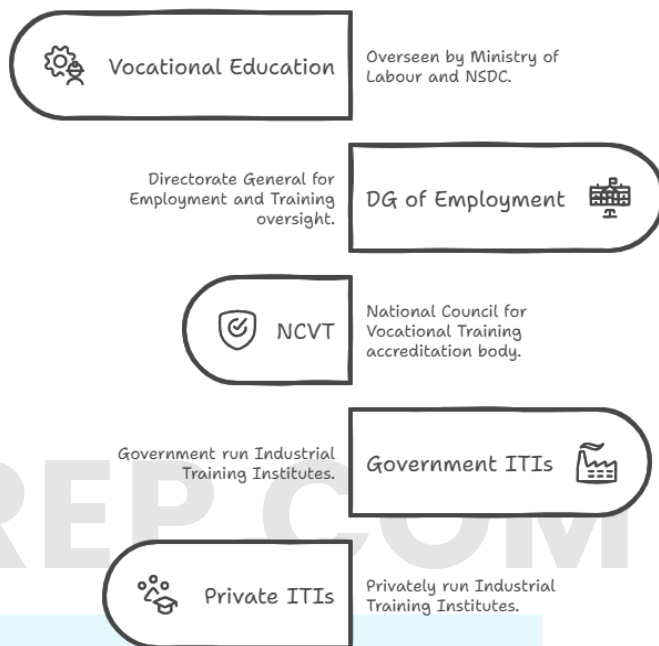 Vocational Education
Overseen by Ministry of
Labour and NSDC.
Directorate General for
Employment and Training
oversight.
DG of Employment
NCVT
National Council for
Vocational Training
accreditation body.
Government run Industrial
Training Institutes.
Government ITIs
REP.COM
Private ITIs
Privately run Industrial
Training Institutes.